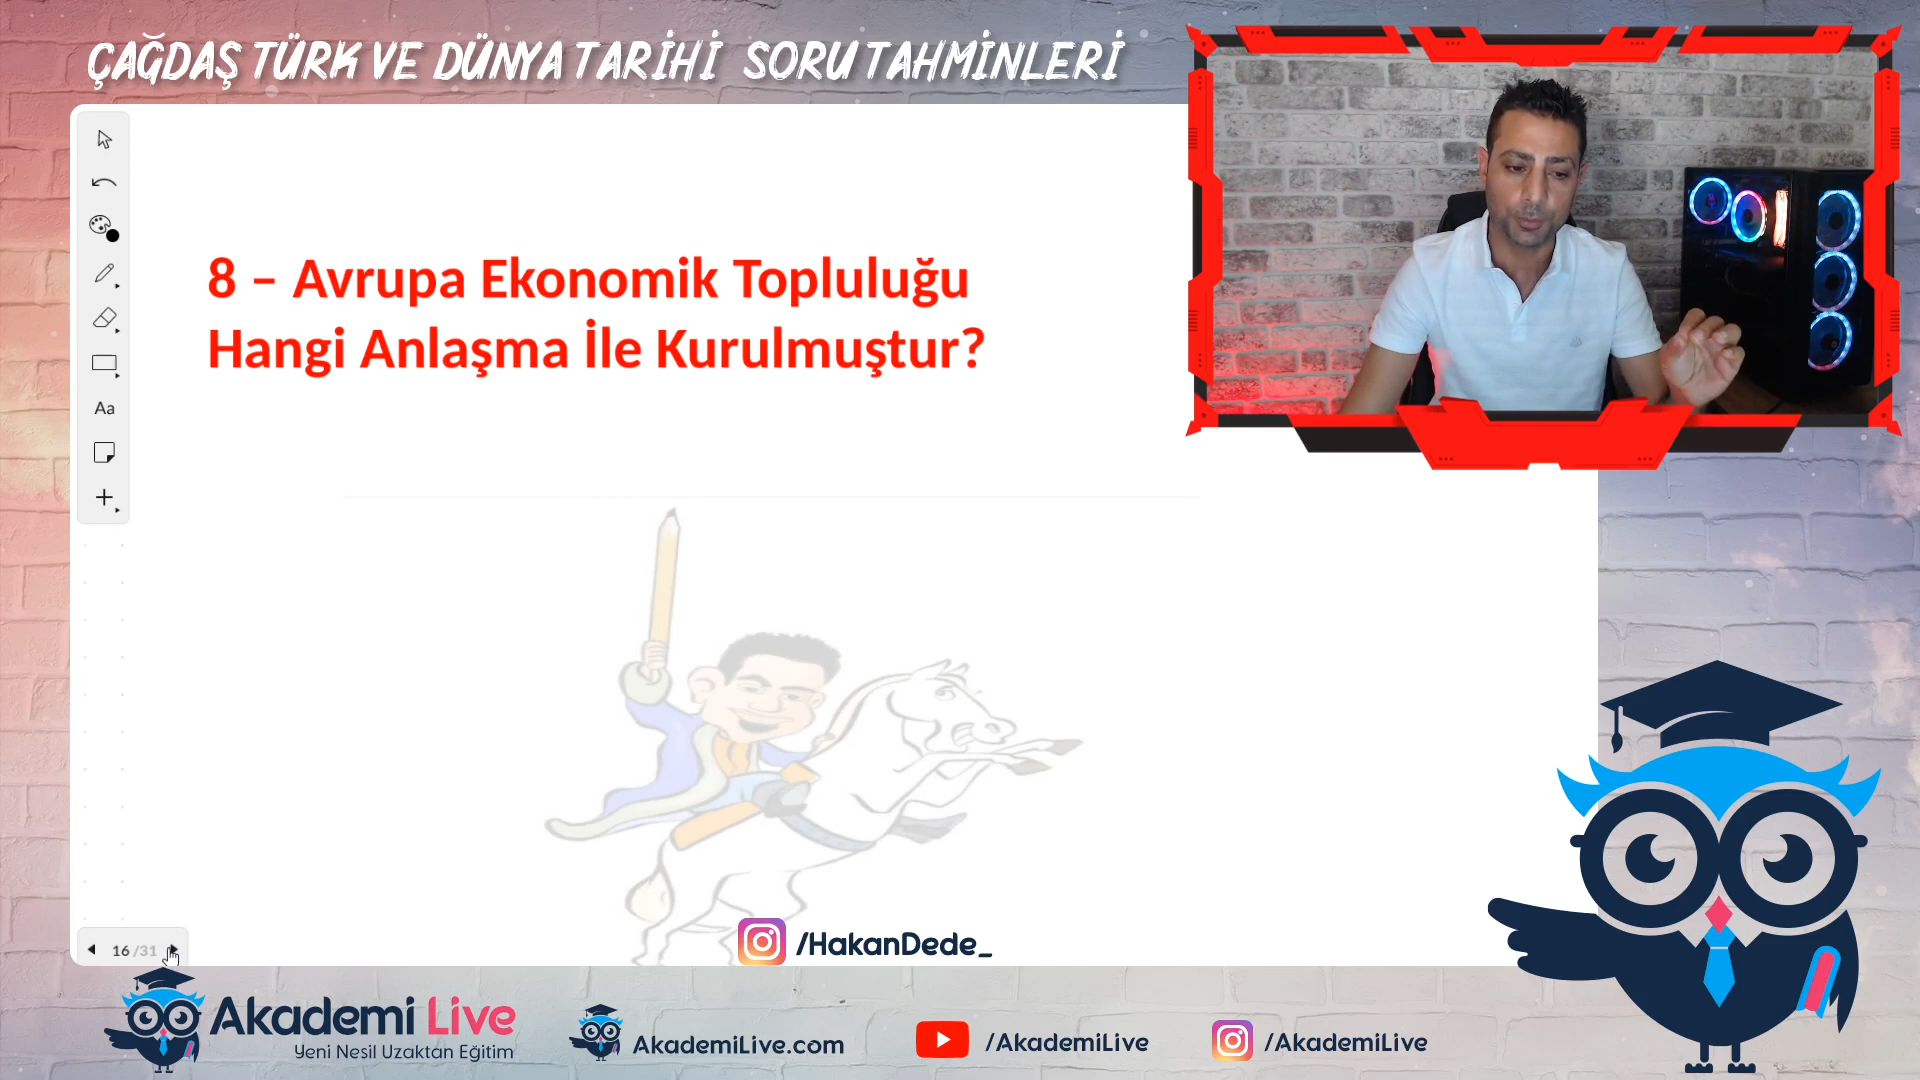 ÇAĞDAŞ TÜRK VE DÜNYA TARİHİ SORU TAHMİNLERİ
8 – Avrupa Ekonomik Topluluğu
Hangi Anlaşma İle Kurulmuştur?
Aa
16 /31
/HakanDede_
Akademi Live
Yeni Nesil Uzaktan Eğitim
AkademiLive.com
/AkademiLive
/AkademiLive